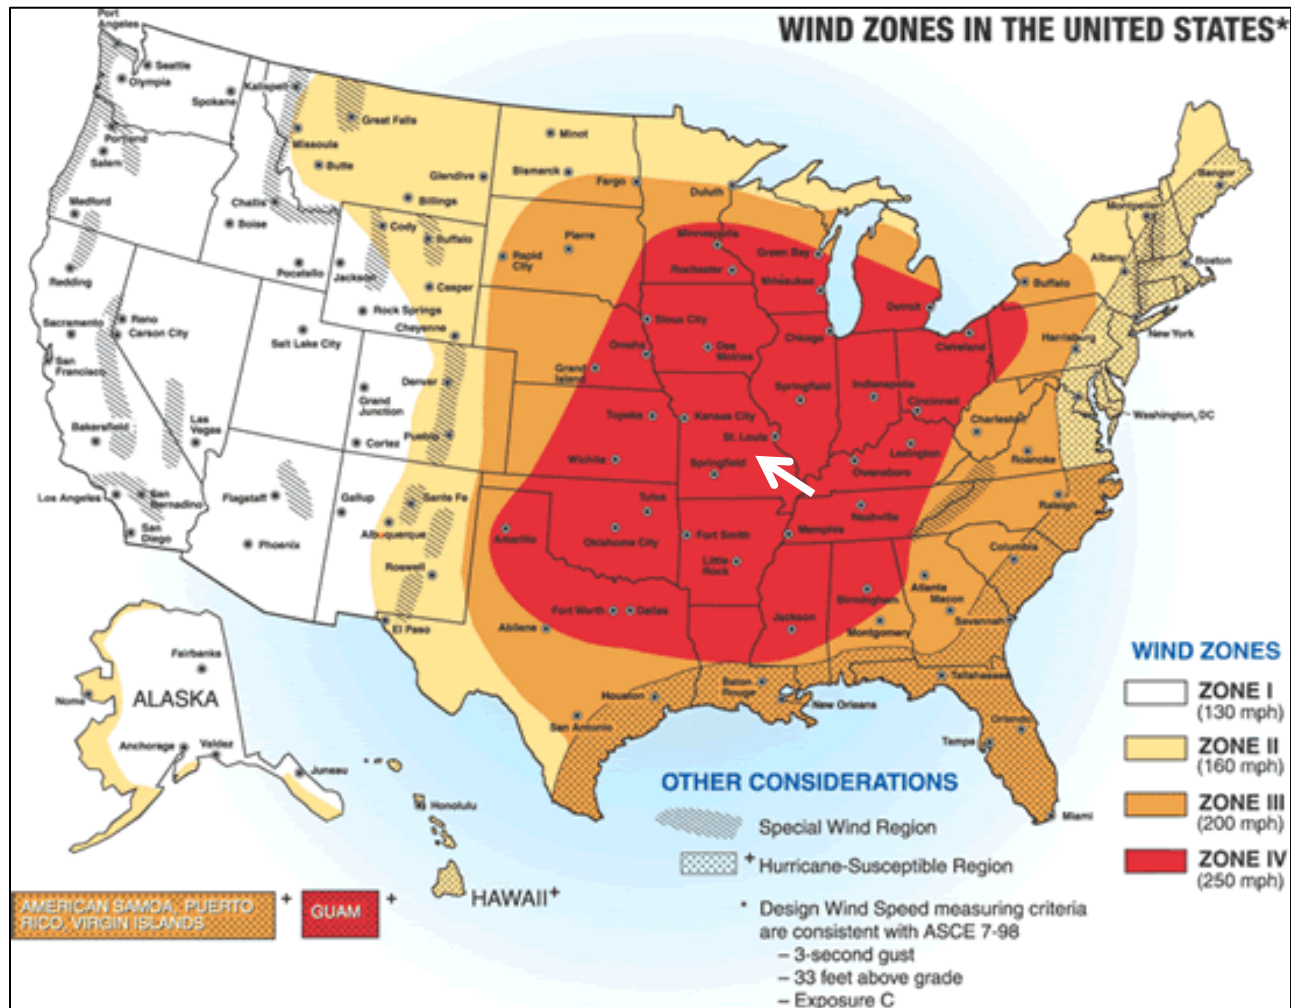 WIND ZONES IN THE UNITED STATES*
Port
Angeles
Seattle
Olympia
Spokane
Kalispell
Great Falls
Minot
Portland
Missoula
Salem
Butte
Glendive
Bismarck
Fargo
Duluth
Bangor
Medford
Challis
Billings
Montpelier
Boise
Cody
Buffalo
Pierre
Minneapolis
Green Bay
Albany
Boston
Redding
Pocatello
Jackson
Rapid
City
Rochester
Milwaukee
Buffalo
Casper
Rock Springs
Detroit
Reno
Sacramento
Carson City
Salt Lake City
Cheyenne
Sioux City
New York
Des
Moines
Chicago
Cleveland
Harrisburg
San
Francisco
Omaha
Grand
Island
Denver
Grand
Junction
Springfield
Indianapolis
Cincinnati
Washington, DC
Las
Vegas
Topeka
Kansas City
Charleston
Bakersfield
Cortez
Pueblo
St. Louis
Lexington
Roanoke
Wichita
Springfield
Owensboro
Los Angeles
San
Bernadino
Flagstaff
Gallup
Santa Fe
Tulsa
Raleigh
San
Diego
Phoenix
Albuquerque
Amarillo
Oklahoma City
Fort Smith
Memphis
Nashville
Roswell
Little
Rock
Columbia
Atlanta
Macon
Birmingham
Fort Worth
Dallas
Jackson
Montgomery
Savannah
El Paso
Abilene
Fairbanks
ALASKA
Nome
Houston
Baton
Rouge
Tallahassee
New Orleans
San Antonio
Orlando
Tampa
Miami
Anchorage
Valdez
Juneau
Honolulu
HAWAII+
AMERICAN SAMOA, PUERTO
RICO, VIRGIN ISLANDS
+
GUAM
+
WIND ZONES
ZONE I
(130 mph)
ZONE II
(160 mph)
ZONE III
(200 mph)
ZONE IV
(250 mph)
OTHER CONSIDERATIONS
Special Wind Region
+ Hurricane-Susceptible Region
* Design Wind Speed measuring criteria
are consistent with ASCE 7-98
– 3-second gust
– 33 feet above grade
– Exposure C